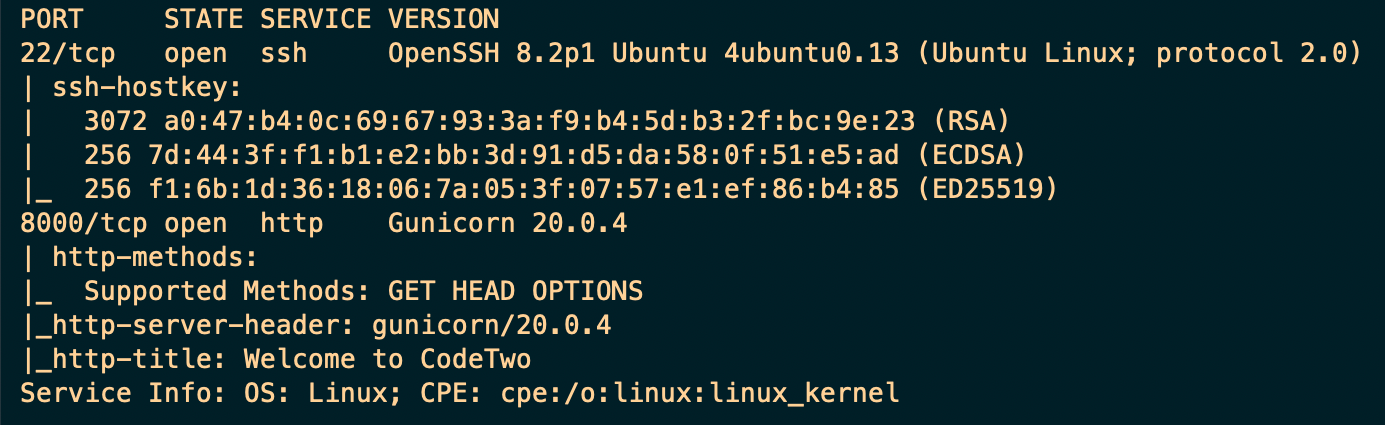 PORT     STATE SERVICE VERSION
22/tcp   open  ssh     OpenSSH 8.2p1 Ubuntu 4ubuntu0.13 (Ubuntu Linux; protocol 2.0)
| ssh-hostkey:
|   3072 a0:47:b4:0c:69:67:93:3a:f9:b4:5d:b3:2f:bc:9e:23 (RSA)
|   256 7d:44:3f:f1:b1:e2:bb:3d:91:d5:da:58:0f:51:e5:ad (ECDSA)
|_  256 f1:6b:1d:36:18:06:7a:05:3f:07:57:e1:ef:86:b4:85 (ED25519)
8000/tcp open  http    Gunicorn 20.0.4
| http-methods:
|_  Supported Methods: GET HEAD OPTIONS
|_http-server-header: gunicorn/20.0.4
|_http-title: Welcome to CodeTwo
Service Info: OS: Linux; CPE: cpe:/o:linux:linux_kernel